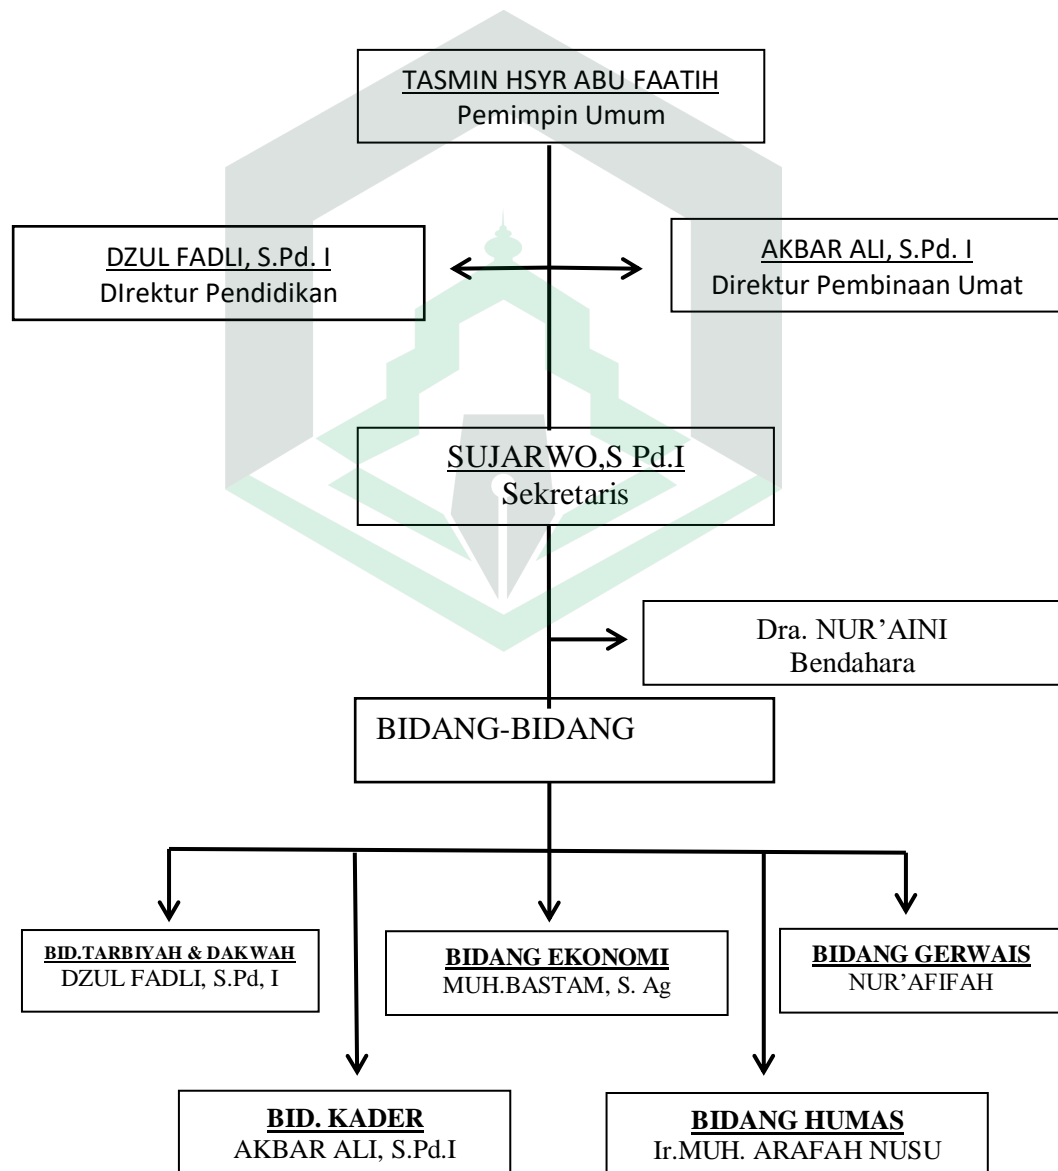 TASMIN HSYR ABU FAATIH
Pemimpin Umum
DZUL FADLI, S.Pd. I
DIrektur Pendidikan
AKBAR ALI, S.Pd. I
Direktur Pembinaan Umat
SUJARWO,S Pd.I
Sekretaris
Dra. NUR’AINI
Bendahara
BIDANG-BIDANG
BID.TARBIYAH & DAKWAH
DZUL FADLI, S.Pd, I
BIDANG EKONOMI
MUH.BASTAM, S. Ag
BIDANG GERWAIS
NUR’AFIFAH
BID. KADER
AKBAR ALI, S.Pd.I
BIDANG HUMAS
Ir.MUH. ARAFAH NUSU